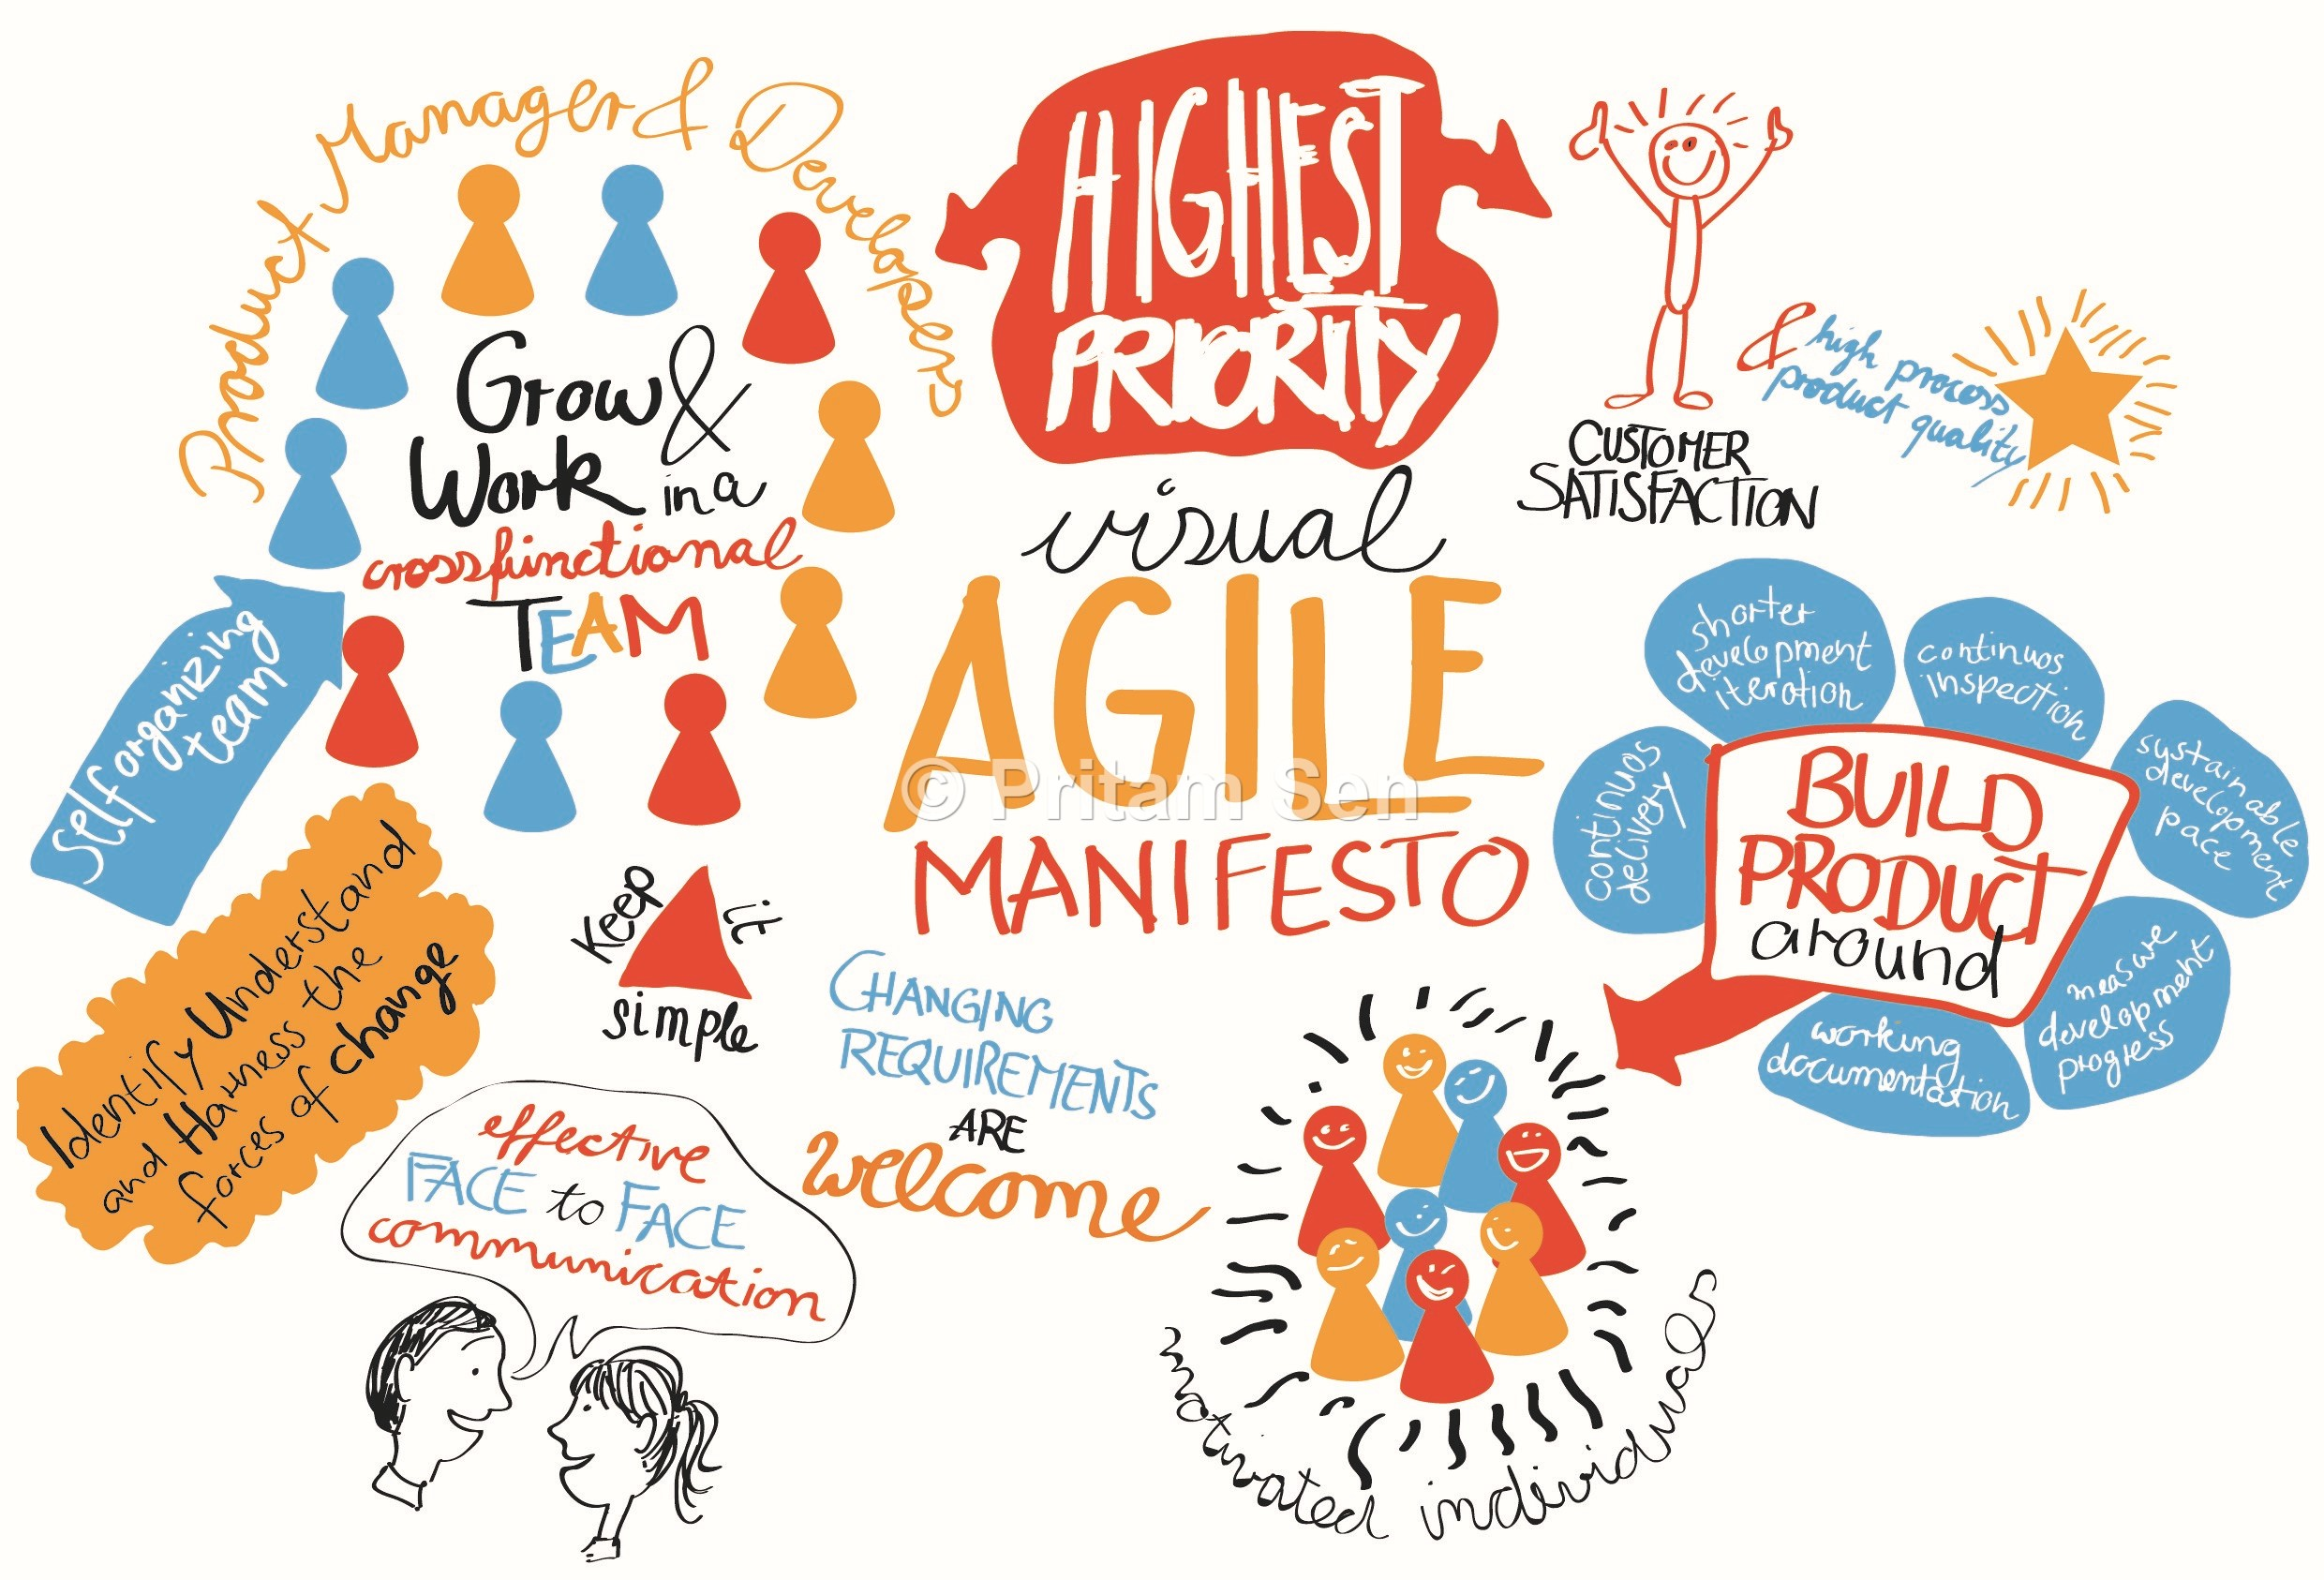 Product Manager & Developers
Grow &
Work in a
crossfunctional
TEAM
Self organizing
team
Identify Understand
and Harness the
forces of change
Keep it
simple
effective
FACE to FACE
communication
HIGHEST
PRIORITY
visual
AGILE
MANIFESTO
© Pritam Sen
CHANGING
REQUIREMENTS
ARE
welcome
CUSTOMER
SATISFACTION
& high process
product quality
BUILD
PRODUCT
around
continuos
delivery
shorter
development
iteration
continuos
inspection
systainable
development
pace
measure
development
progress
working
documentation
motivated individuals